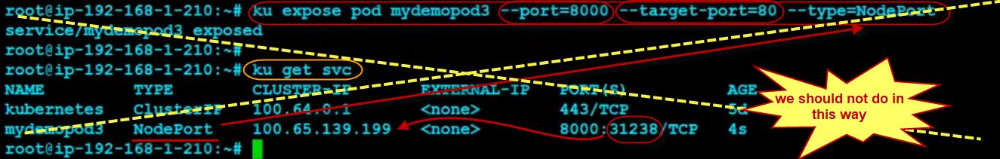 root@ip-192-168-1-210:~# ku expose pod mydemopod3 --port=8000 --target-port=80 --type=NodePort
service/mydemopod3 exposed
root@ip-192-168-1-210:~#
root@ip-192-168-1-210:~# ku get svc
NAME TYPE CLUSTER-IP EXTERNAL-IP PORT(S) AGE
kubernetes ClusterIP 100.64.0.1 <none> 443/TCP 5d
mydemopod3 NodePort 100.65.139.199 <none> 8000:31238/TCP 4s
root@ip-192-168-1-210:~#
we should not do in
this way